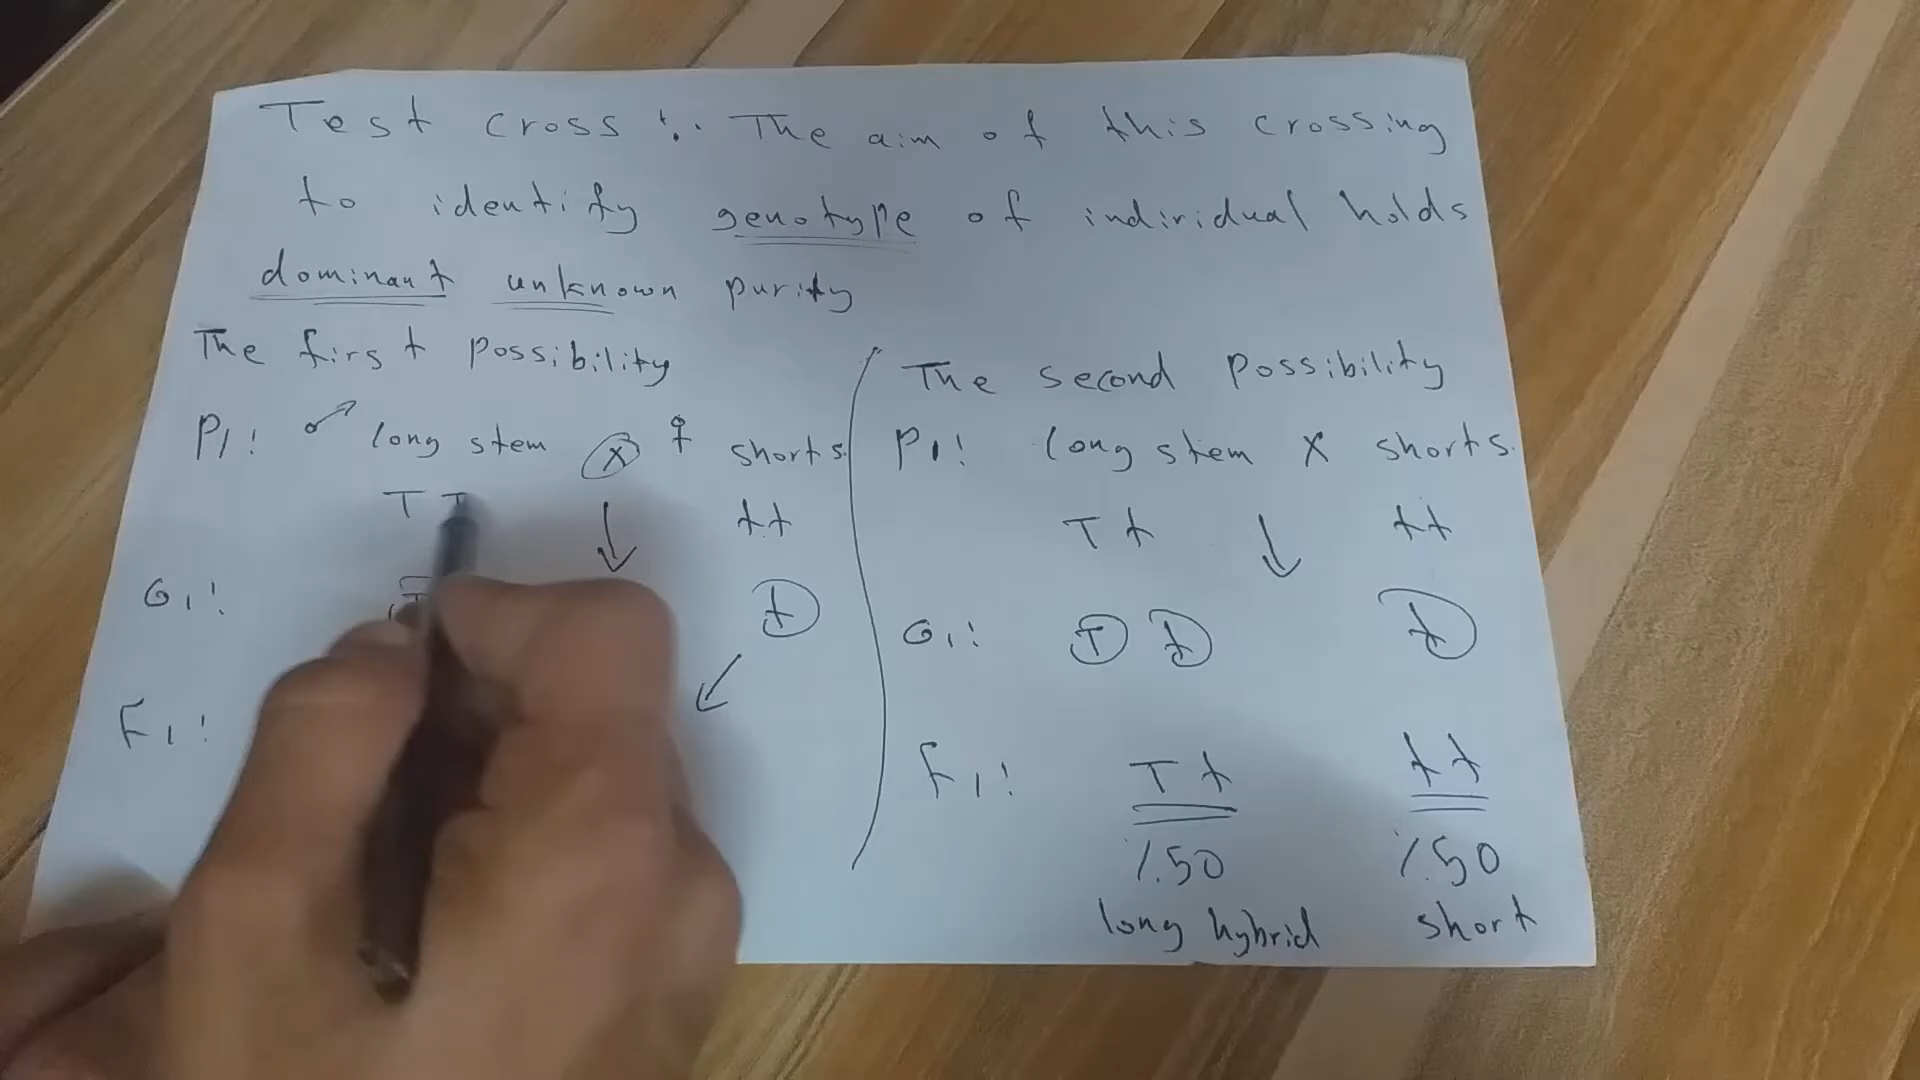 Test cross : The aim of this crossing
to identify genotype of individual holds
dominant unknown purity
The first possibility
P1: ♂ long stem X ♀ short s.
TT tt
G1: T t
F1:
The second possibility
P1: long stem X short s.
Tt tt
G1: T t t
F1: Tt tt
%50 %50
long hybrid short